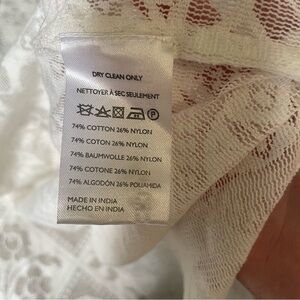 DRY CLEAN ONLY
NETTOYER À SEC SEULEMENT
P
74% COTTON 26% NYLON
74% COTON 26% NYLON
74% BAUMWOLLE 26% NYLON
74% COTONE 26% NYLON
74% ALGODÓN 26% POLIAMIDA
MADE IN INDIA
HECHO EN INDIA